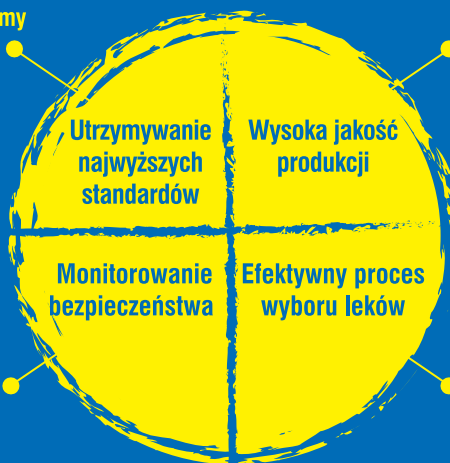 my
Utrzymywanie
najwyższych
standardów
Wysoka jakość
produkcji
Monitorowanie
bezpieczeństwa
Efektywny proces
wyboru leków